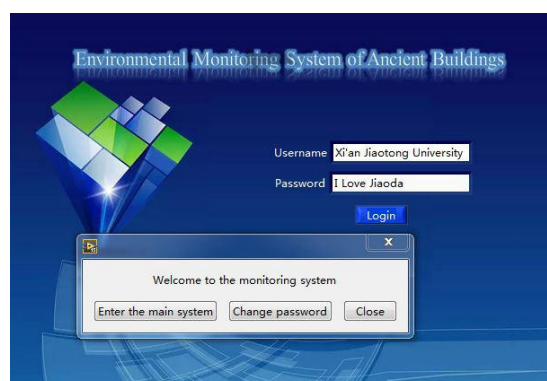 Environmental Monitoring System of Ancient Buildings
Username Xi'an Jiaotong University
Password I Love Jiaoda
Login
x
Welcome to the monitoring system
Enter the main system Change password Close